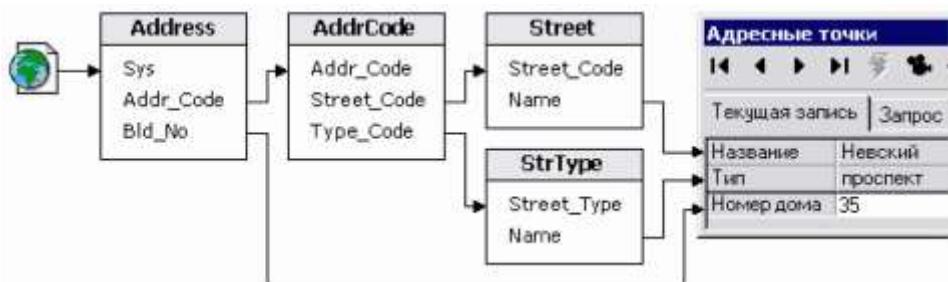 Address
Sys
Addr_Code
Bld_No
AddrCode
Addr_Code
Street_Code
Type_Code
Street
Street_Code
Name
StrType
Street_Type
Name
Адресные точки
Текущая запись Запрос
Название Невский
Тип проспект
Номер дома 35